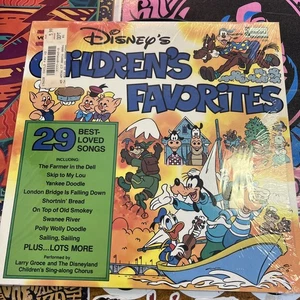 DISNEY'S
CHILDREN'S
FAVORITES
29 BEST-
LOVED
SONGS
INCLUDING:
The Farmer in the Dell
Skip to My Lou
Yankee Doodle
London Bridge is Falling Down
Shortnin' Bread
On Top of Old Smokey
Swanee River
Polly Wolly Doodle
Sailing, Sailing
PLUS...LOTS MORE
Performed by
Larry Groce and The Disneyland
Children's Sing-along Chorus